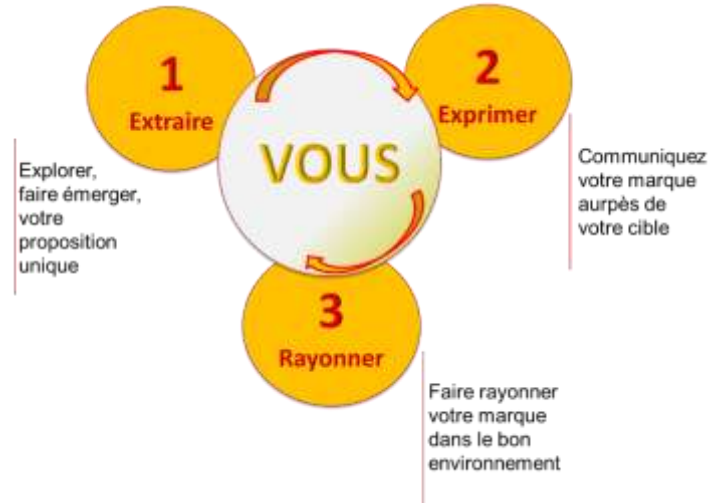 1
Extraire
Explorer,
faire émerger,
votre
proposition
unique
VOUS
2
Exprimer
Communiquez
votre marque
aurpès de
votre cible
3
Rayonner
Faire rayonner
votre marque
dans le bon
environnement